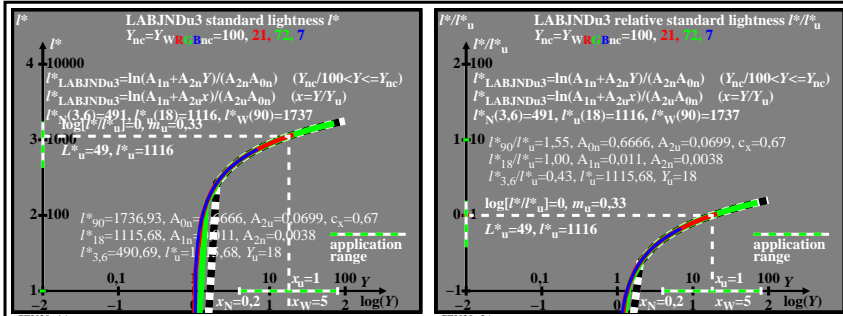 l* LABJNDu3 standard lightness l*
l* Ync=YWRGBnc=100, 21, 72, 7
4 10000
l*LABJNDu3=ln(A1n+A2nY)/(A2nA0n) (Ync/100<Y<=Ync)
l*LABJNDu3=ln(A1n+A2ux)/(A2uA0n) (x=Y/Yu)
l*N(3,6)=491, l*u(18)=1116, l*W(90)=1737
log[l*/l*u]=0, mu=0,33
3 1000
L*u=49, l*u=1116
2 100
l*90=1736,93, A0n=0,6666, A2u=0,0699, cx=0,67
l*18=1115,68, A1n=0,011, A2n=0,0038
l*3,6=490,69, l*u=1115,68, Yu=18
application
range
xu=1
1 0,1 1 10 100 Y
xN=0,2 xW=5
−2 −1 0 1 2 log(Y)
l*/l*u LABJNDu3 relative standard lightness l*/l*u
l*/l*u Ync=YWRGBnc=100, 21, 72, 7
2 100
l*LABJNDu3=ln(A1n+A2nY)/(A2nA0n) (Ync/100<Y<=Ync)
l*LABJNDu3=ln(A1n+A2ux)/(A2uA0n) (x=Y/Yu)
l*N(3,6)=491, l*u(18)=1116, l*W(90)=1737
1 10
l*90/l*u=1,55, A0n=0,6666, A2u=0,0699, cx=0,67
l*18/l*u=1,00, A1n=0,011, A2n=0,0038
l*3,6/l*u=0,43, l*u=1115,68, Yu=18
log[l*/l*u]=0, mu=0,33
0 1
L*u=49, l*u=1116
application
range
xu=1
−1 0,1 1 10 100 Y
xN=0,2 xW=5
−2 −1 0 1 2 log(Y)